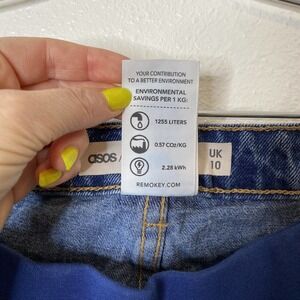 YOUR CONTRIBUTION
TO A BETTER ENVIRONMENT
ENVIRONMENTAL
SAVINGS PER 1 KG:
1255 LITERS
0.57 CO2/KG
2.28 kWh
REMOKEY.COM
asos
UK
10